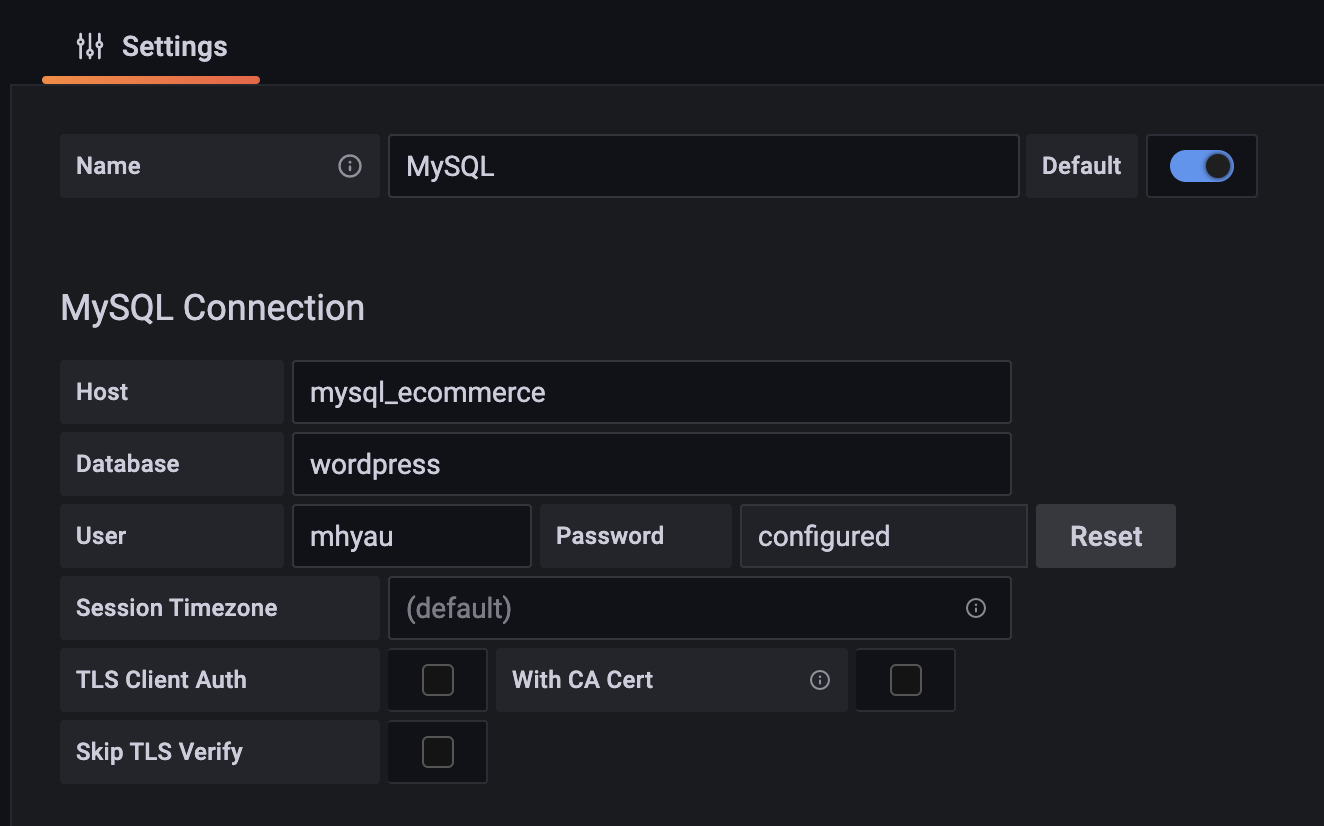 Settings
Name MySQL Default
MySQL Connection
Host mysql_ecommerce
Database wordpress
User mhyau Password configured Reset
Session Timezone (default)
TLS Client Auth With CA Cert
Skip TLS Verify